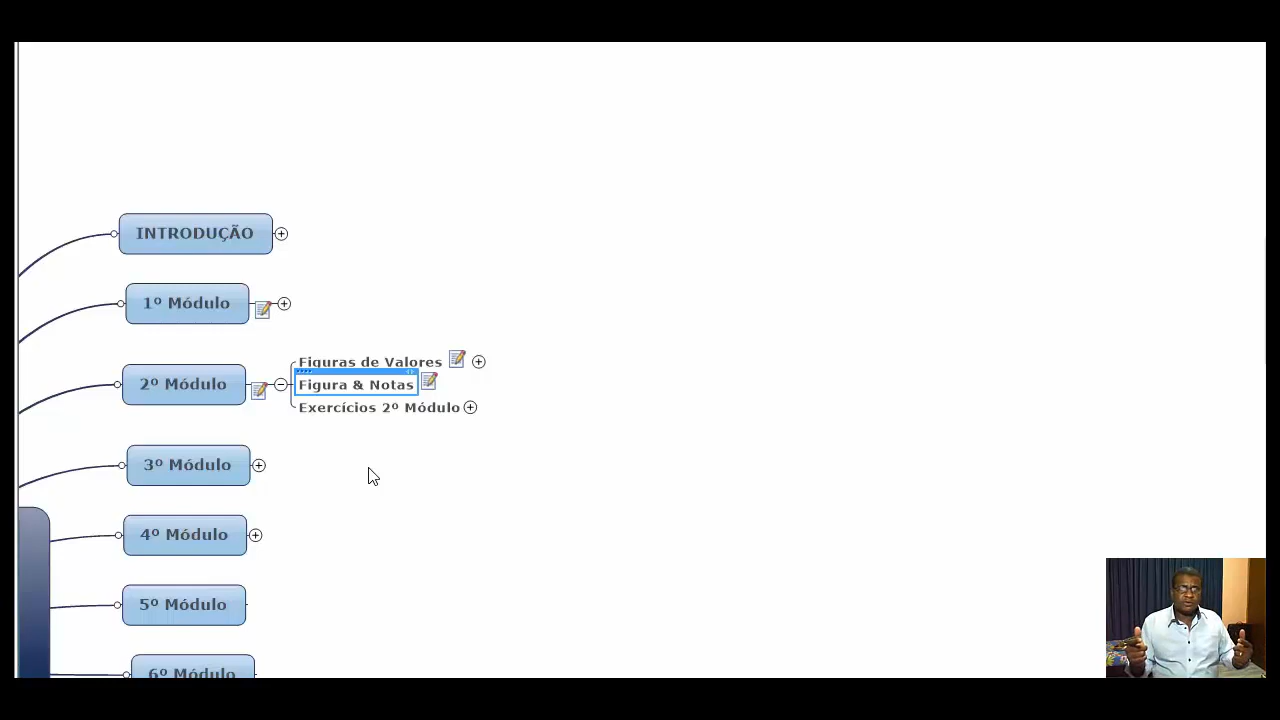 INTRODUÇÃO
1º Módulo
2º Módulo
Figuras de Valores
Figura & Notas
Exercícios 2º Módulo
3º Módulo
4º Módulo
5º Módulo
6º Módulo